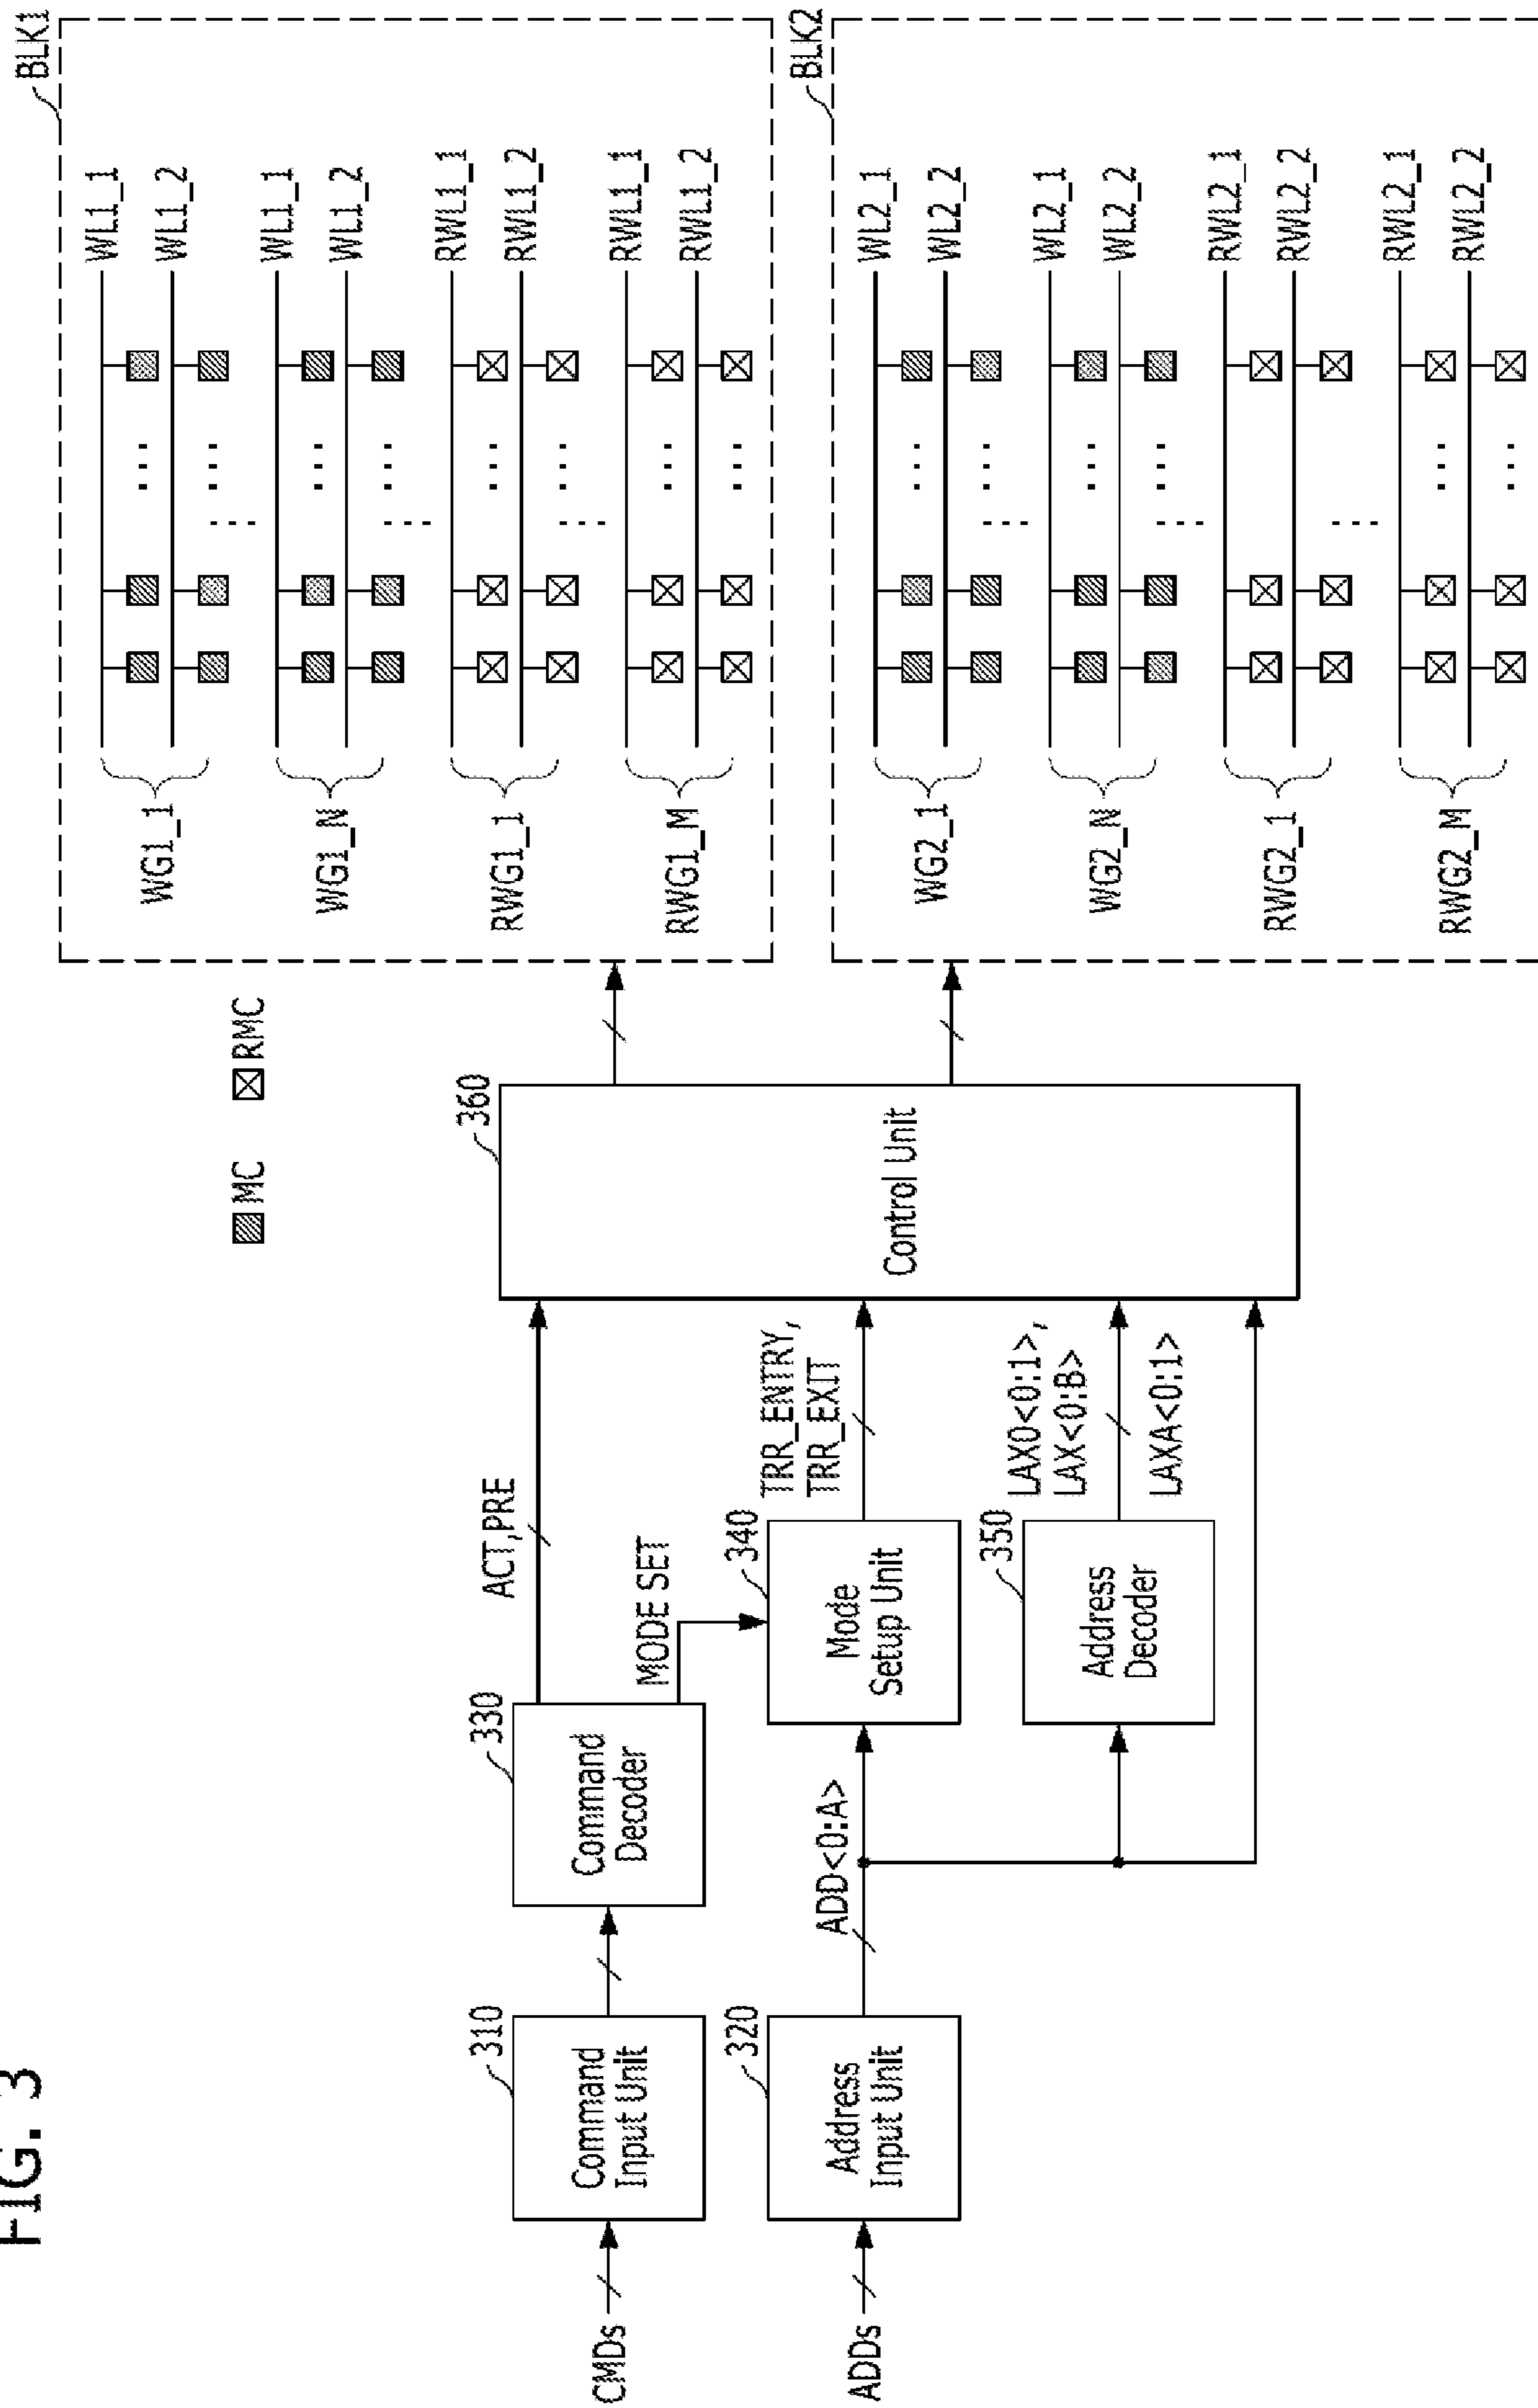 FIG. 3
CMDs
310
Command
Input Unit
330
Command
Decoder
ACT,PRE
MODE SET
ADDs
320
Address
Input Unit
ADD<0:A>
340
Mode
Setup Unit
TRR_ENTRY,
TRR_EXIT
350
Address
Decoder
LAX0<0:1>,
LAX<0:B>
LAXA<0:1>
360
Control Unit
MC
RMC
BLK1
WG1_1
WL1_1
WL1_2
WG1_N
WL1_1
WL1_2
RWG1_1
RWL1_1
RWL1_2
RWG1_M
RWL1_1
RWL1_2
BLK2
WG2_1
WL2_1
WL2_2
WG2_N
WL2_1
WL2_2
RWG2_1
RWL2_1
RWL2_2
RWG2_M
RWL2_1
RWL2_2